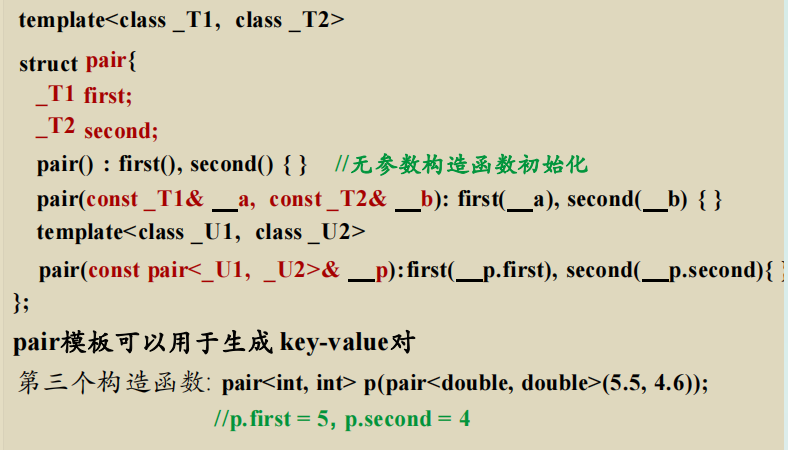 template<class _T1, class _T2>
struct pair{
_T1 first;
_T2 second;
pair() : first(), second() { } //无参数构造函数初始化
pair(const _T1& __a, const _T2& __b): first(__a), second(__b) { }
template<class _U1, class _U2>
pair(const pair<_U1, _U2>& __p):first(__p.first), second(__p.second){ }
};
pair模板可以用于生成 key-value对
第三个构造函数: pair<int, int> p(pair<double, double>(5.5, 4.6));
//p.first = 5, p.second = 4